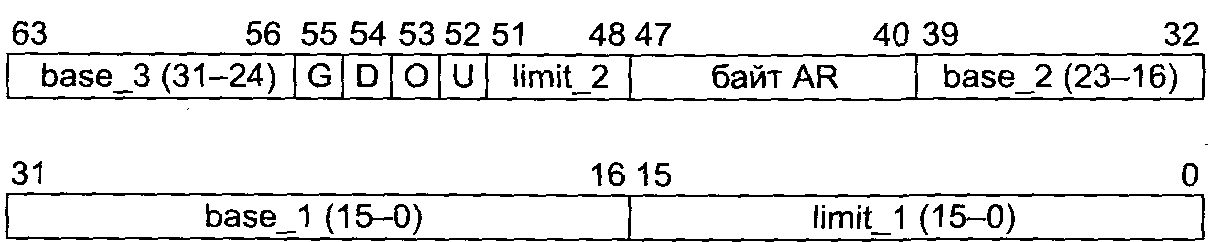 63 56 55 54 53 52 51 48 47 40 39 32
base_3 (31–24) G D O U limit_2 байт AR base_2 (23–16)
31 16 15 0
base_1 (15–0) limit_1 (15–0)